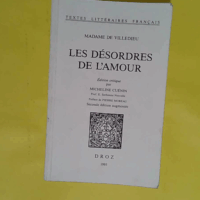 TEXTES LITTÉRAIRES FRANÇAIS
MADAME DE VILLEDIEU
LES DÉSORDRES
DE L'AMOUR
Édition critique
par
MICHELINE CUÉNIN
DROZ